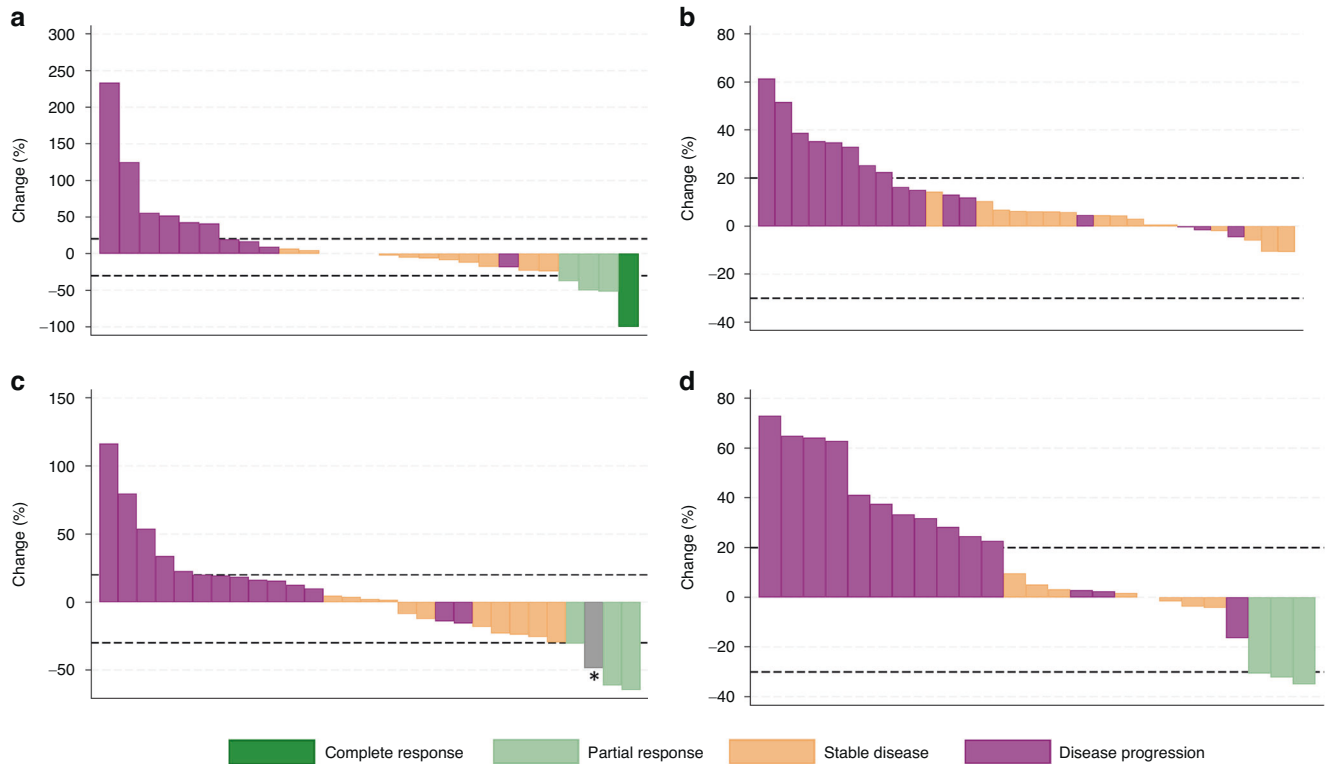 a
300
250
200
150
100
50
0
−50
−100
Change (%)
b
80
60
40
20
0
−20
−40
Change (%)
c
150
100
50
0
−50
Change (%)
*
d
80
60
40
20
0
−20
−40
Change (%)
Complete response
Partial response
Stable disease
Disease progression